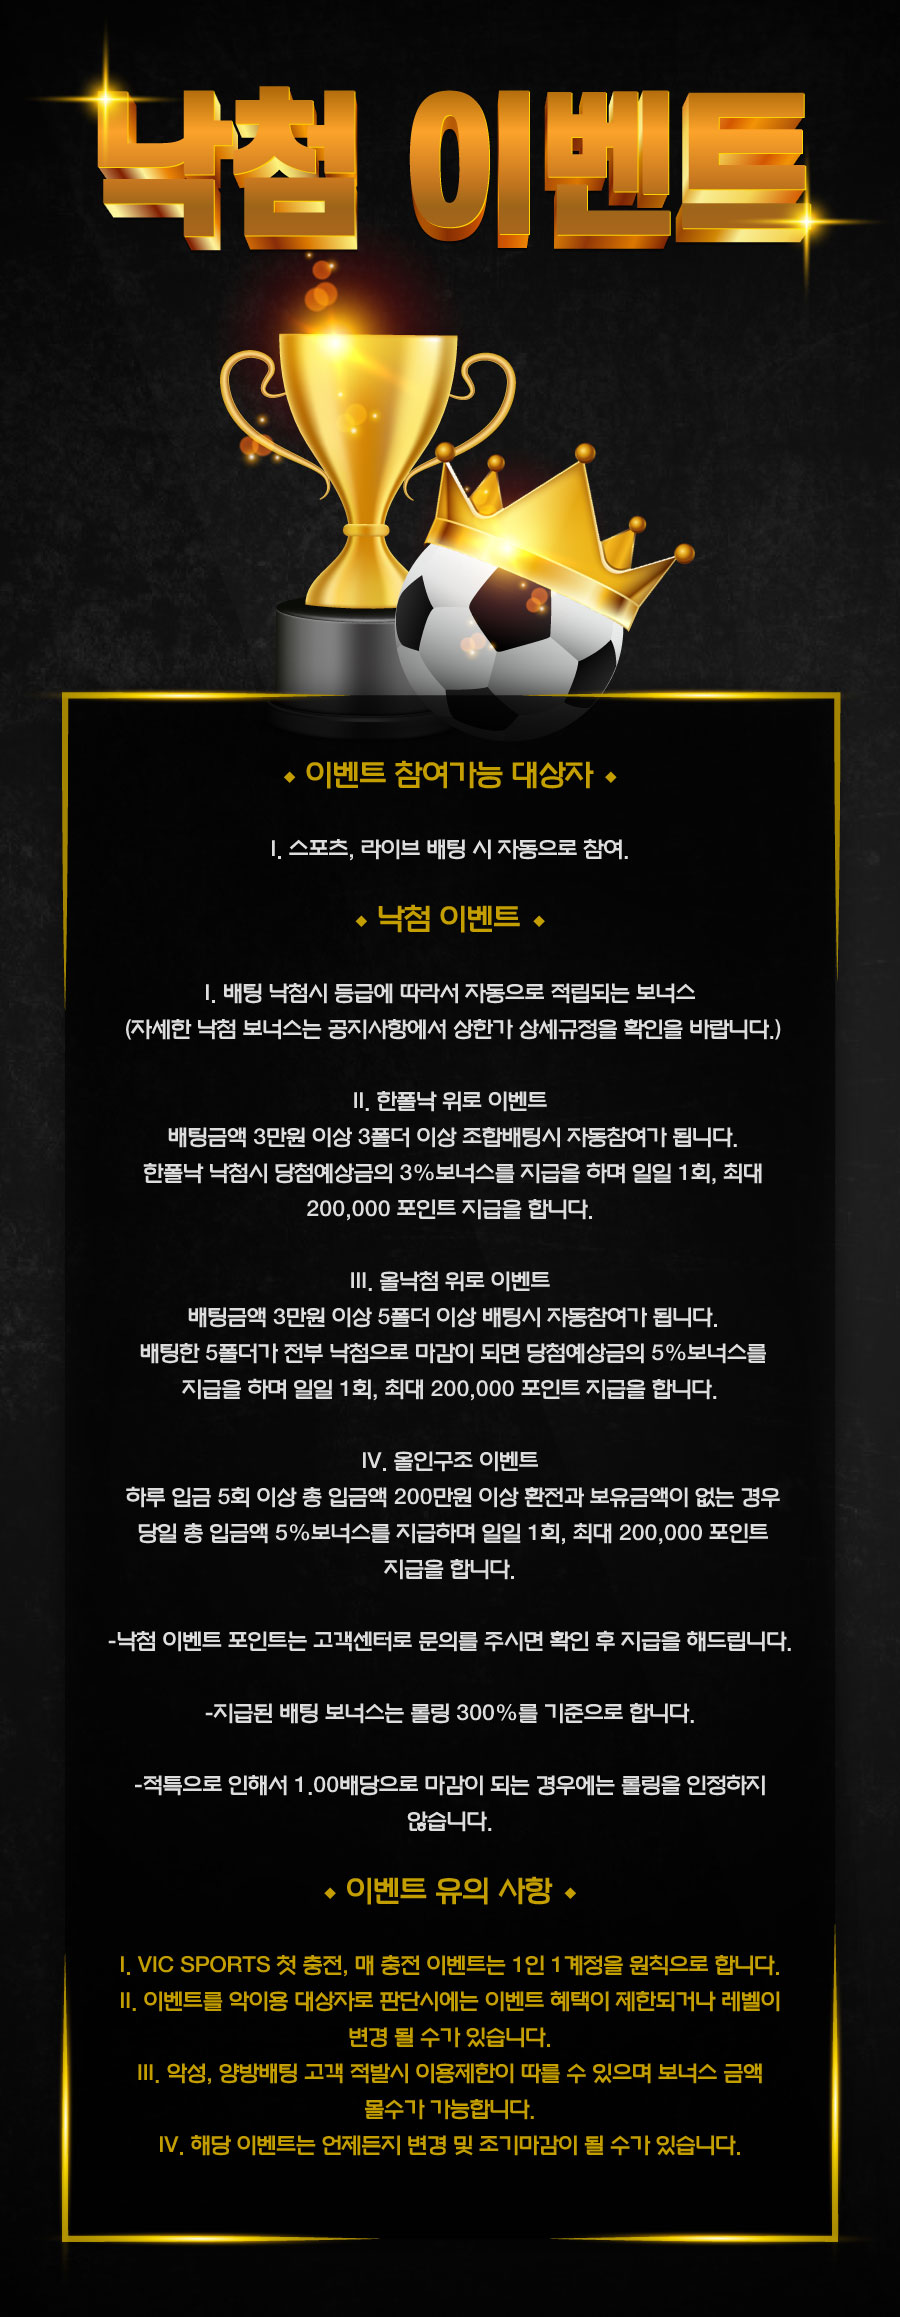 낙첨 이벤트
◆ 이벤트 참여가능 대상자 ◆
I. 스포츠, 라이브 배팅 시 자동으로 참여.
◆ 낙첨 이벤트 ◆
I. 배팅 낙첨시 등급에 따라서 자동으로 적립되는 보너스
(자세한 낙첨 보너스는 공지사항에서 상한가 상세규정을 확인을 바랍니다.)
II. 한폴낙 위로 이벤트
배팅금액 3만원 이상 3폴더 이상 조합배팅시 자동참여가 됩니다.
한폴낙 낙첨시 당첨예상금의 3%보너스를 지급을 하며 일일 1회, 최대
200,000 포인트 지급을 합니다.
III. 올낙첨 위로 이벤트
배팅금액 3만원 이상 5폴더 이상 배팅시 자동참여가 됩니다.
배팅한 5폴더가 전부 낙첨으로 마감이 되면 당첨예상금의 5%보너스를
지급을 하며 일일 1회, 최대 200,000 포인트 지급을 합니다.
IV. 올인구조 이벤트
하루 입금 5회 이상 총 입금액 200만원 이상 환전과 보유금액이 없는 경우
당일 총 입금액 5%보너스를 지급하며 일일 1회, 최대 200,000 포인트
지급을 합니다.
-낙첨 이벤트 포인트는 고객센터로 문의를 주시면 확인 후 지급을 해드립니다.
-지급된 배팅 보너스는 롤링 300%를 기준으로 합니다.
-적특으로 인해서 1.00배당으로 마감이 되는 경우에는 롤링을 인정하지
않습니다.
◆ 이벤트 유의 사항 ◆
I. VIC SPORTS 첫 충전, 매 충전 이벤트는 1인 1계정을 원칙으로 합니다.
II. 이벤트를 악이용 대상자로 판단시에는 이벤트 혜택이 제한되거나 레벨이
변경 될 수가 있습니다.
III. 악성, 양방배팅 고객 적발시 이용제한이 따를 수 있으며 보너스 금액
몰수가 가능합니다.
IV. 해당 이벤트는 언제든지 변경 및 조기마감이 될 수가 있습니다.